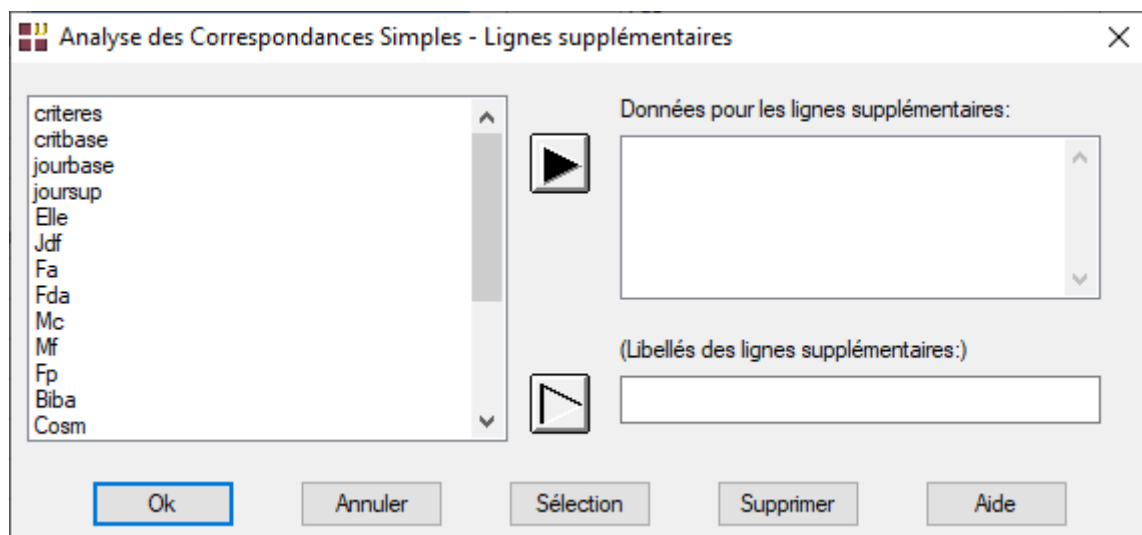 Analyse des Correspondances Simples - Lignes supplémentaires
criteres
critbase
jourbase
joursup
Elle
Jdf
Fa
Fda
Mc
Mf
Fp
Biba
Cosm
Données pour les lignes supplémentaires:
(Libellés des lignes supplémentaires:)
Ok
Annuler
Sélection
Supprimer
Aide